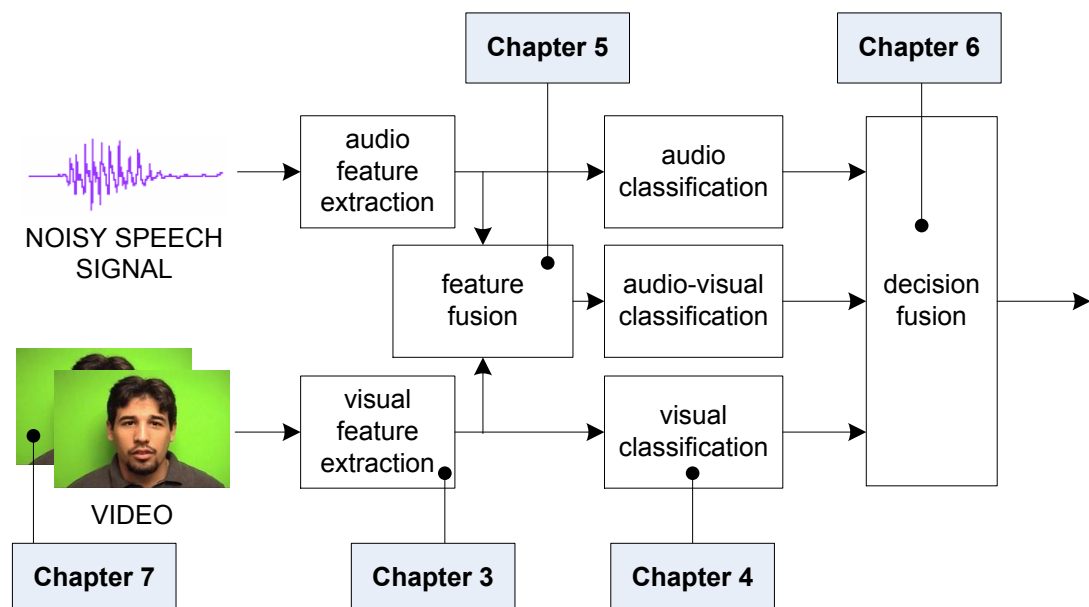 Chapter 5
Chapter 6
audio
feature
extraction
audio
classification
NOISY SPEECH
SIGNAL
feature
fusion
audio-visual
classification
decision
fusion
visual
feature
extraction
visual
classification
VIDEO
Chapter 7
Chapter 3
Chapter 4